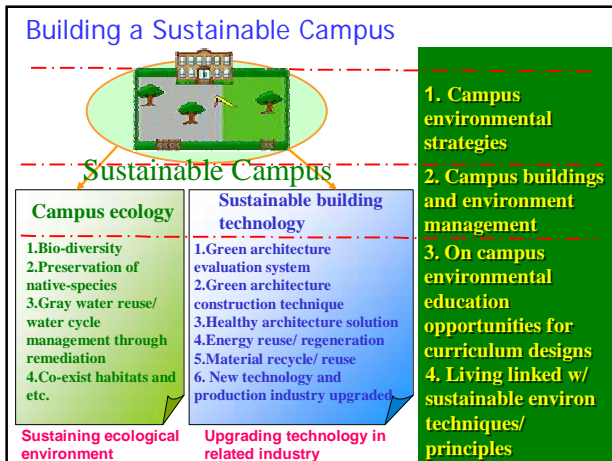 Building a Sustainable Campus
Sustainable Campus
Campus ecology
1.Bio-diversity
2.Preservation of
native-species
3.Gray water reuse/
water cycle
management through
remediation
4.Co-exist habitats and
etc.
Sustaining ecological
environment
Sustainable building
technology
1.Green architecture
evaluation system
2.Green architecture
construction technique
3.Healthy architecture solution
4.Energy reuse/ regeneration
5.Material recycle/ reuse
6. New technology and
production industry upgraded
Upgrading technology in
related industry
1. Campus
environmental
strategies
2. Campus buildings
and environment
management
3. On campus
environmental
education
opportunities for
curriculum designs
4. Living linked w/
sustainable environ
techniques/
principles